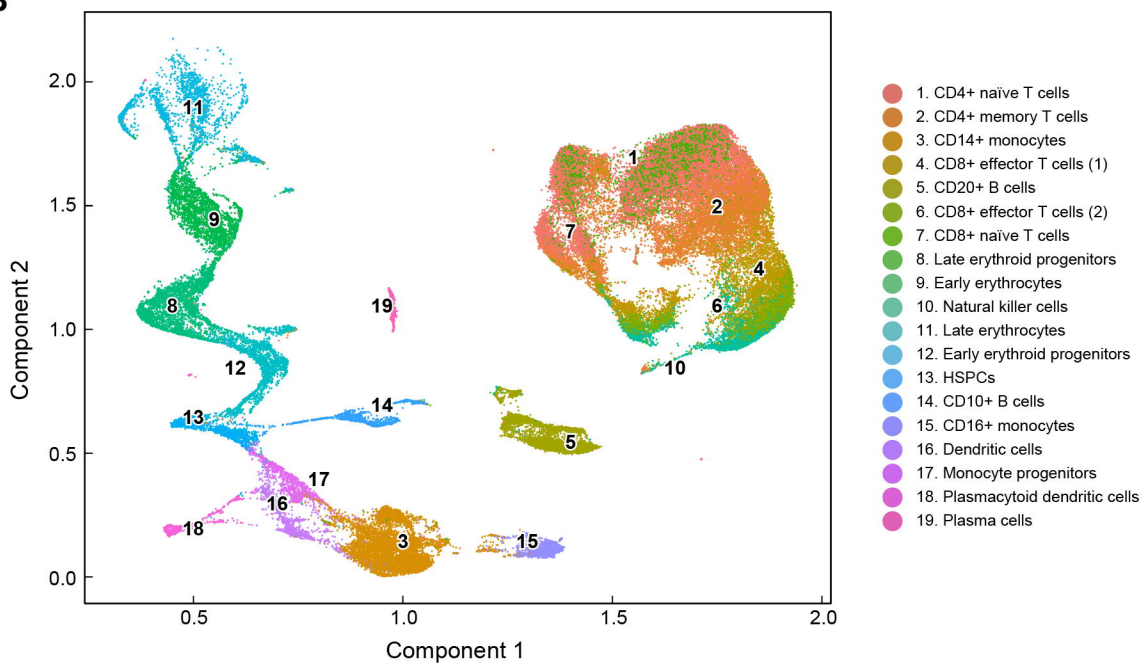 2.0
1.5
1.0
0.5
0.0
0.5
1.0
1.5
2.0
Component 2
Component 1
11
9
8
12
13
14
17
16
18
3
15
5
19
1
2
7
4
6
10
1. CD4+ naïve T cells
2. CD4+ memory T cells
3. CD14+ monocytes
4. CD8+ effector T cells (1)
5. CD20+ B cells
6. CD8+ effector T cells (2)
7. CD8+ naïve T cells
8. Late erythroid progenitors
9. Early erythrocytes
10. Natural killer cells
11. Late erythrocytes
12. Early erythroid progenitors
13. HSPCs
14. CD10+ B cells
15. CD16+ monocytes
16. Dendritic cells
17. Monocyte progenitors
18. Plasmacytoid dendritic cells
19. Plasma cells